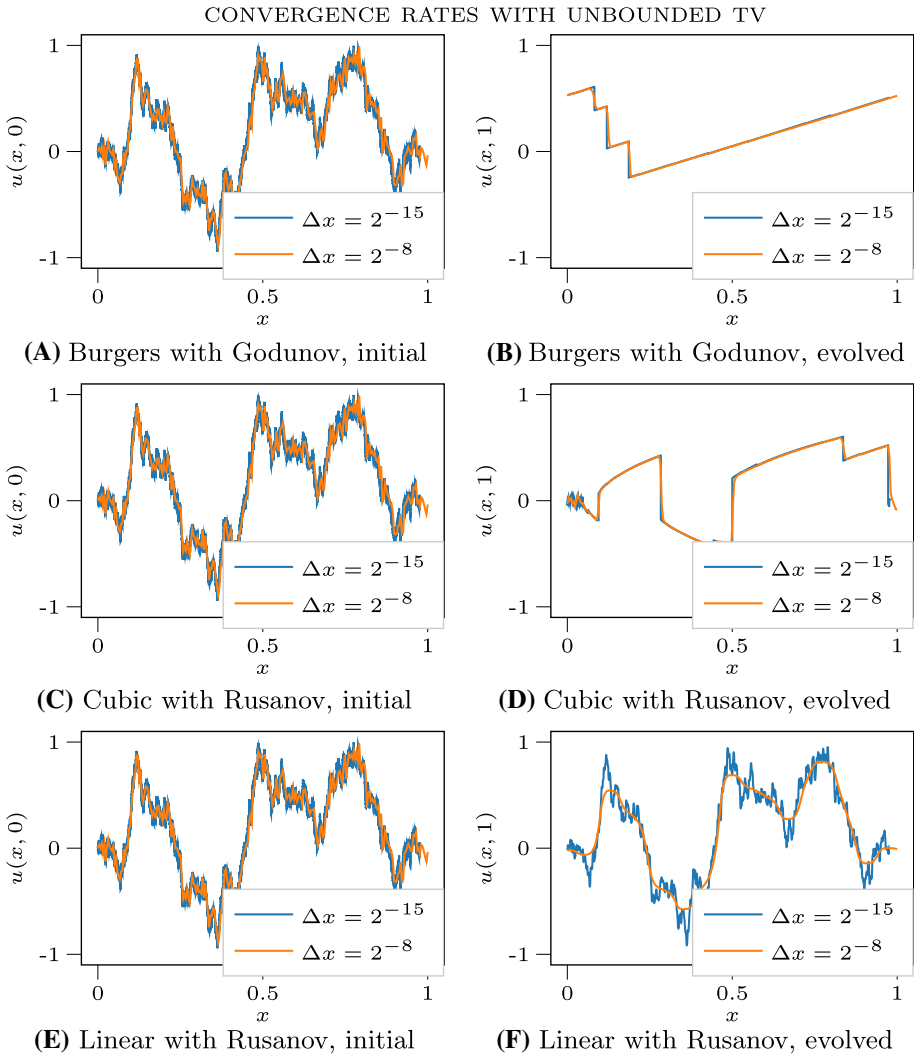 CONVERGENCE RATES WITH UNBOUNDED TV
1
0
-1
u(x, 0)
Δx = 2^{-15}
Δx = 2^{-8}
0 0.5 1
x
(A) Burgers with Godunov, initial
1
0
-1
u(x, 1)
Δx = 2^{-15}
Δx = 2^{-8}
0 0.5 1
x
(B) Burgers with Godunov, evolved
1
0
-1
u(x, 0)
Δx = 2^{-15}
Δx = 2^{-8}
0 0.5 1
x
(C) Cubic with Rusanov, initial
1
0
-1
u(x, 1)
Δx = 2^{-15}
Δx = 2^{-8}
0 0.5 1
x
(D) Cubic with Rusanov, evolved
1
0
-1
u(x, 0)
Δx = 2^{-15}
Δx = 2^{-8}
0 0.5 1
x
(E) Linear with Rusanov, initial
1
0
-1
u(x, 1)
Δx = 2^{-15}
Δx = 2^{-8}
0 0.5 1
x
(F) Linear with Rusanov, evolved